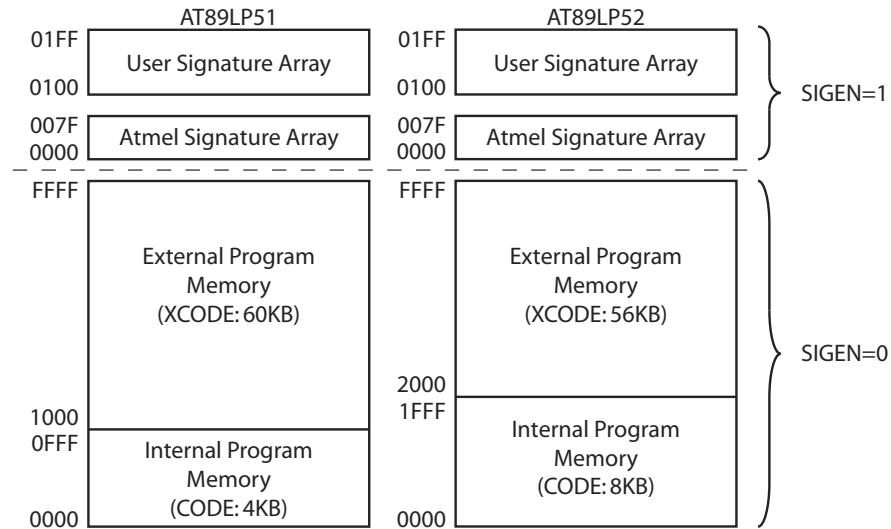 AT89LP51
01FF
User Signature Array
0100
007F
Atmel Signature Array
0000
FFFF
External Program
Memory
(XCODE: 60KB)
1000
0FFF
Internal Program
Memory
(CODE: 4KB)
0000
AT89LP52
01FF
User Signature Array
0100
007F
Atmel Signature Array
0000
FFFF
External Program
Memory
(XCODE: 56KB)
2000
1FFF
Internal Program
Memory
(CODE: 8KB)
0000
SIGEN=1
SIGEN=0